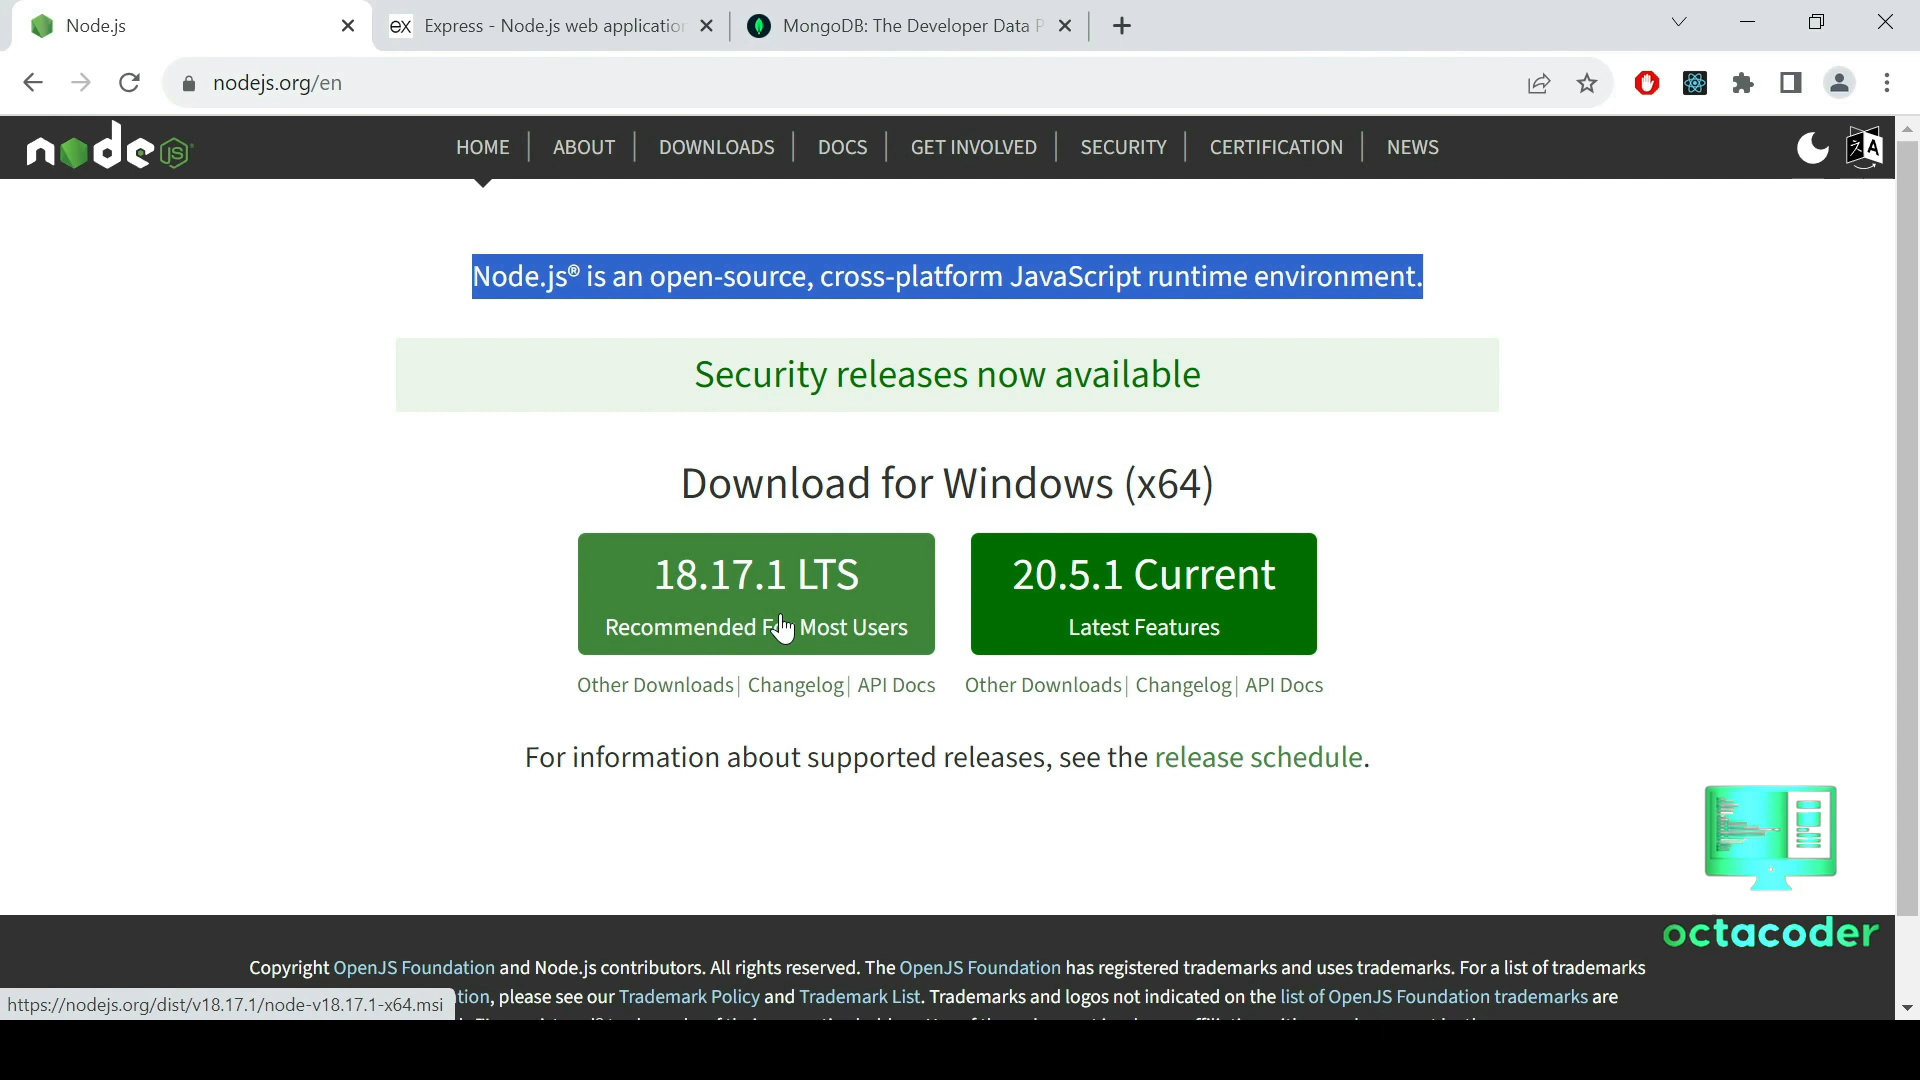 Node.js
EX Express - Node.js web application
MongoDB: The Developer Data P
nodejs.org/en
node JS
HOME ABOUT DOWNLOADS DOCS GET INVOLVED SECURITY CERTIFICATION NEWS
Node.js® is an open-source, cross-platform JavaScript runtime environment.
Security releases now available
Download for Windows (x64)
18.17.1 LTS
Recommended For Most Users
20.5.1 Current
Latest Features
Other Downloads | Changelog | API Docs
Other Downloads | Changelog | API Docs
For information about supported releases, see the release schedule.
octacoder
Copyright OpenJS Foundation and Node.js contributors. All rights reserved. The OpenJS Foundation has registered trademarks and uses trademarks. For a list of trademarks
please see our Trademark Policy and Trademark List. Trademarks and logos not indicated on the list of OpenJS Foundation trademarks are
https://nodejs.org/dist/v18.17.1/node-v18.17.1-x64.msi